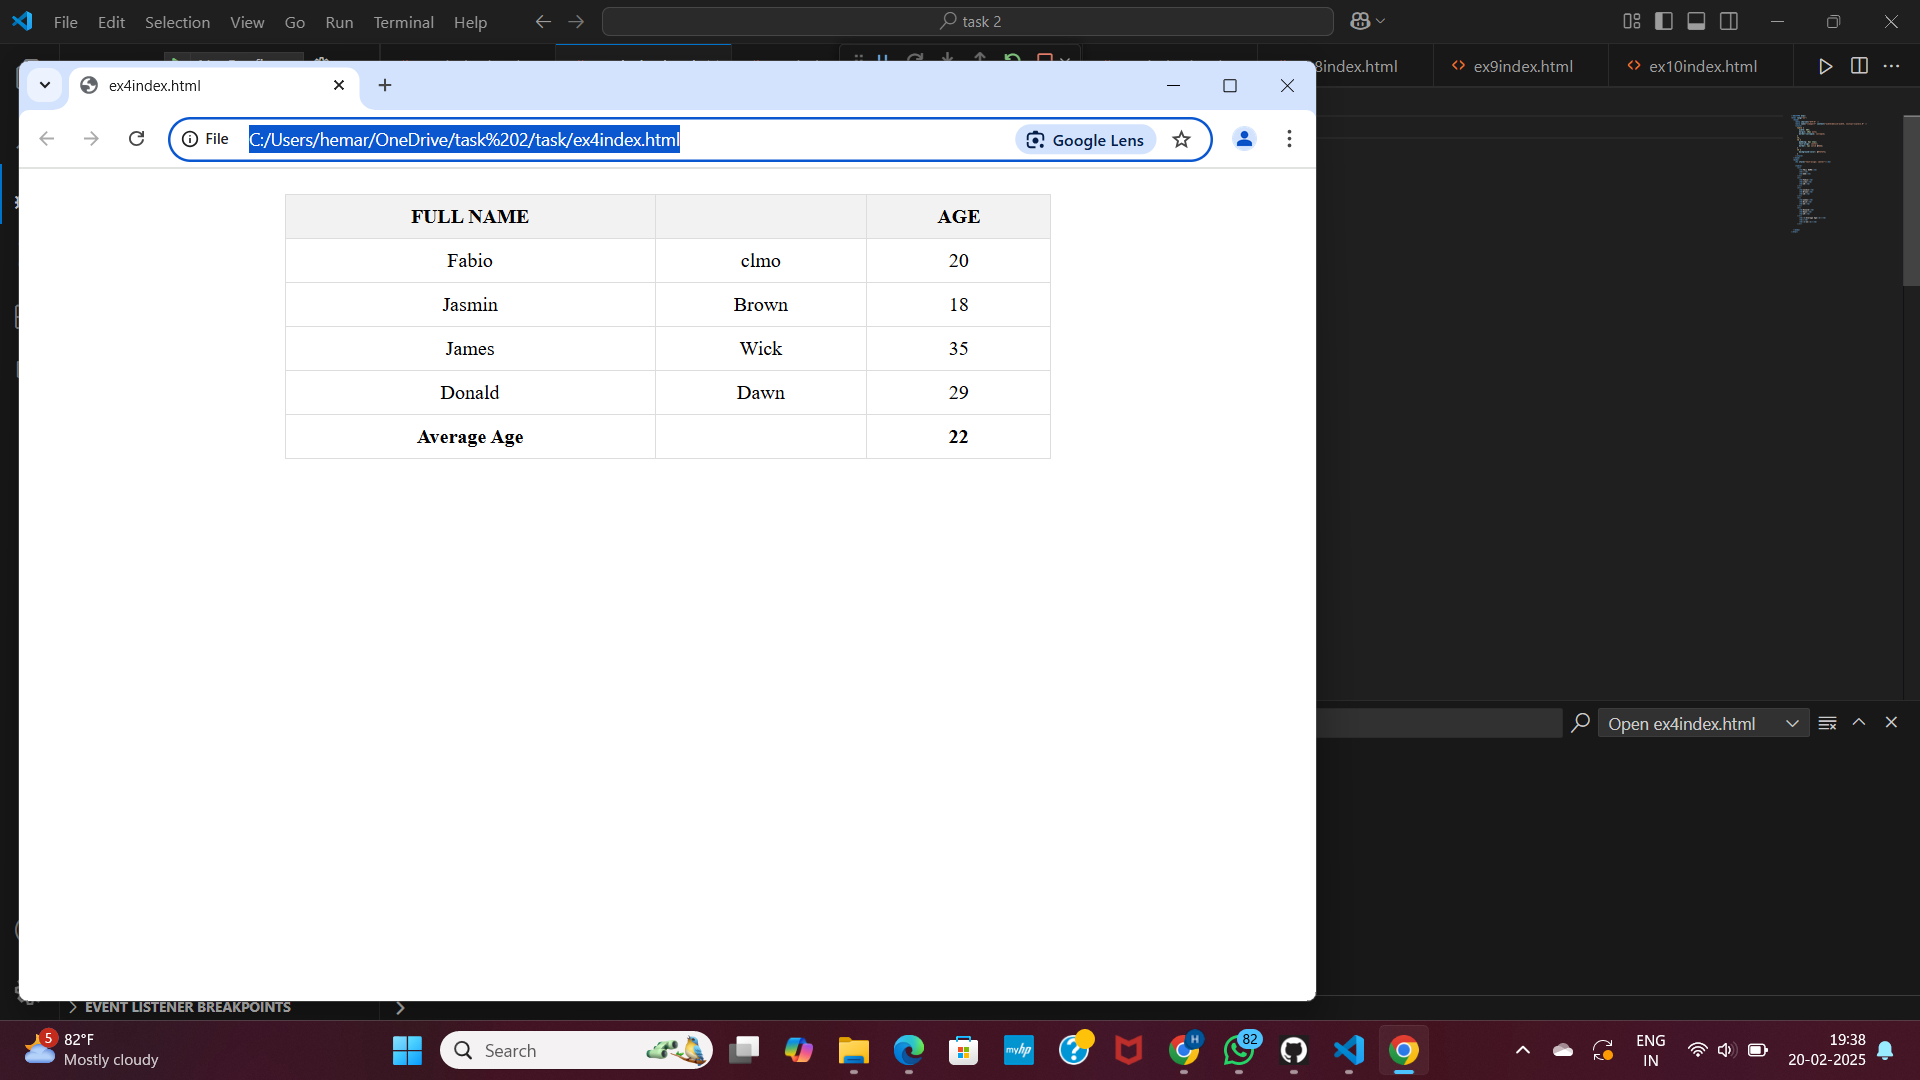 File Edit Selection View Go Run Terminal Help
task 2
8index.html
ex9index.html
ex10index.html
ex4index.html
File
C:/Users/hemar/OneDrive/task%202/task/ex4index.html
Google Lens
FULL NAME AGE
Fabio clmo 20
Jasmin Brown 18
James Wick 35
Donald Dawn 29
Average Age 22
Open ex4index.html
EVENT LISTENER BREAKPOINTS
5
82°F
Mostly cloudy
Search
myhp
H
82
ENG
IN
19:38
20-02-2025